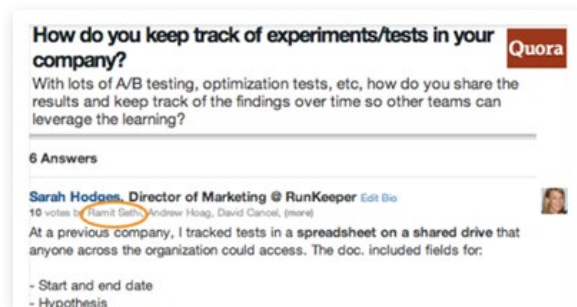 How do you keep track of experiments/tests in your
company?
Quora
With lots of A/B testing, optimization tests, etc, how do you share the
results and keep track of the findings over time so other teams can
leverage the learning?
6 Answers
Sarah Hodges, Director of Marketing @ RunKeeper Edit Bio
10 votes by Ramit Sethi, Andrew Hoag, David Cancel, (more)
At a previous company, I tracked tests in a spreadsheet on a shared drive that
anyone across the organization could access. The doc. included fields for:
- Start and end date
- Hypothesis